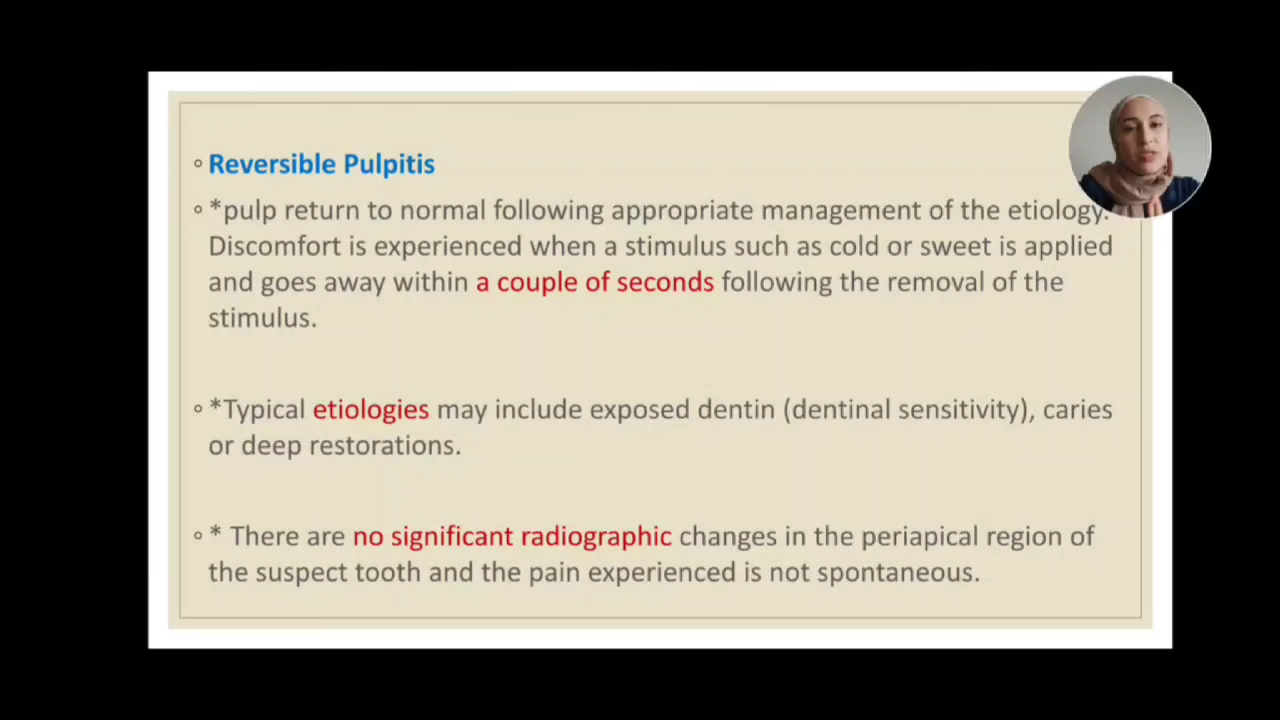 Reversible Pulpitis
*pulp return to normal following appropriate management of the etiology.
Discomfort is experienced when a stimulus such as cold or sweet is applied
and goes away within a couple of seconds following the removal of the
stimulus.
*Typical etiologies may include exposed dentin (dentinal sensitivity), caries
or deep restorations.
* There are no significant radiographic changes in the periapical region of
the suspect tooth and the pain experienced is not spontaneous.